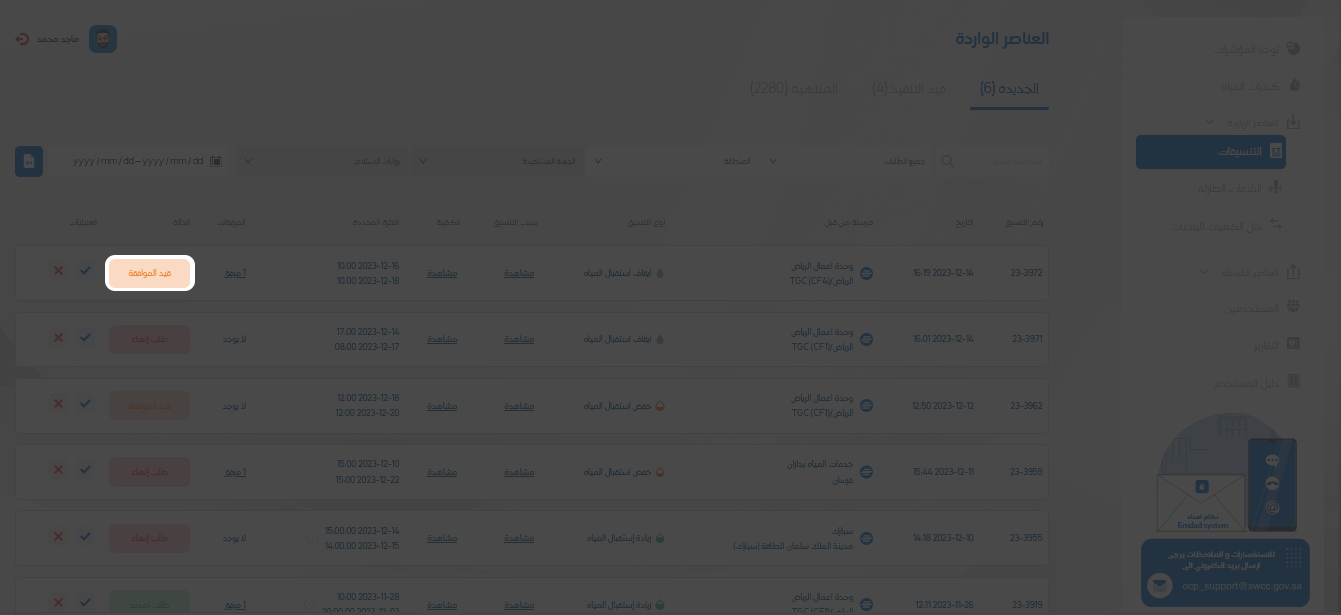 العناصر الواردة
ماجد محمد
الجديدة (6)
قيد التنفيذ (4)
المنتهية (2280)
جميع الطلبات
المنطقة
الجهة المستفيدة
بوابات الاستلام
yyyy / mm / dd – yyyy / mm / dd
رقم التنسيق
التاريخ
مرسلة من قبل
نوع التنسيق
سبب التنسيق
الكمية
الفترة المحددة
المرفقات
الحالة
العمليات
23-3972
16:19 2023-12-14
وحدة اعمال الرياض
الرياض/TGC (CF4)
ايقاف استقبال المياه
مشاهدة
مشاهدة
10:00 2023-12-16
10:00 2023-12-18
1 مرفق
قيد الموافقة
23-3971
16:01 2023-12-14
وحدة اعمال الرياض
الرياض/TGC (CF1)
ايقاف استقبال المياه
مشاهدة
مشاهدة
17:00 2023-12-14
08:00 2023-12-17
لا يوجد
طلب إنهاء
23-3962
12:50 2023-12-12
وحدة اعمال الرياض
الرياض/TGC (CF1)
خفض استقبال المياه
مشاهدة
مشاهدة
12:00 2023-12-18
12:00 2023-12-20
لا يوجد
قيد الموافقة
23-3959
15:44 2023-12-11
خدمات المياه بجازان
فرسان
خفض استقبال المياه
مشاهدة
مشاهدة
15:00 2023-12-10
15:00 2023-12-22
1 مرفق
طلب إنهاء
23-3955
14:18 2023-12-10
سبارك
مدينة الملك سلمان للطاقة (سبارك)
زيادة إستقبال المياه
مشاهدة
مشاهدة
15:00:00 2023-12-14
14:00:00 2023-12-15
لا يوجد
طلب إنهاء
23-3919
12:11 2023-11-26
وحدة اعمال الرياض
زيادة إستقبال المياه
مشاهدة
مشاهدة
10:00 2023-11-28
1 مرفق
طلب تمديد
لوحة المؤشرات
كميات المياه
العناصر الواردة
التنسيقات
البلاغات الطارئة
نقل الكميات للبلاغات
العناصر المرسلة
المستخدمين
التقارير
دليل المستخدم
نظام امداد
Emdad system
للاستفسارات و الملاحظات يرجى
ارسال بريد الكتروني الى
ocp_support@swcc.gov.sa